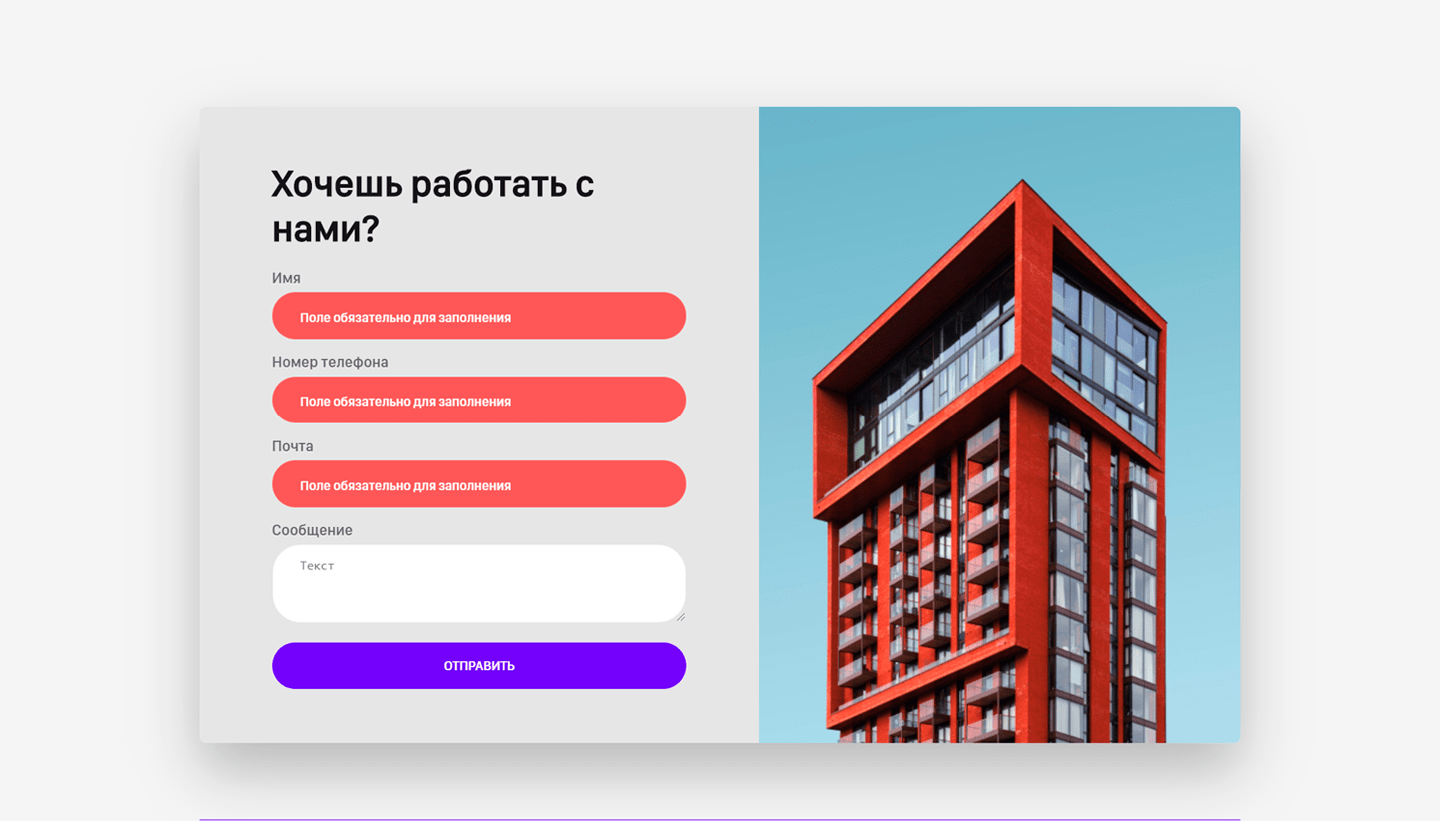 Хочешь работать с
нами?
Имя
Поле обязательно для заполнения
Номер телефона
Поле обязательно для заполнения
Почта
Поле обязательно для заполнения
Сообщение
Текст
ОТПРАВИТЬ